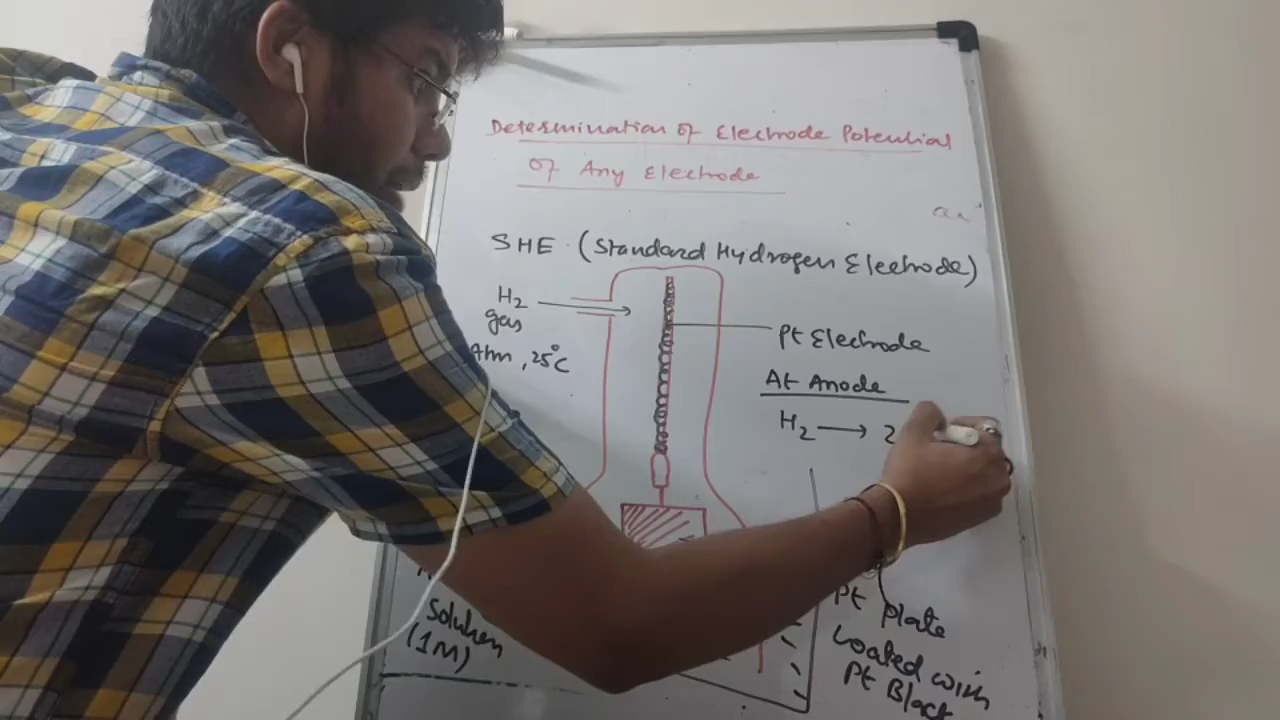 Determination of Electrode Potential
of Any Electrode
SHE. (Standard Hydrogen Electrode)
H2
gas
Atm, 25°C
Pt Electrode
At Anode
H2 → 2
Solution
(1M)
Pt Plate
coated with
Pt Black